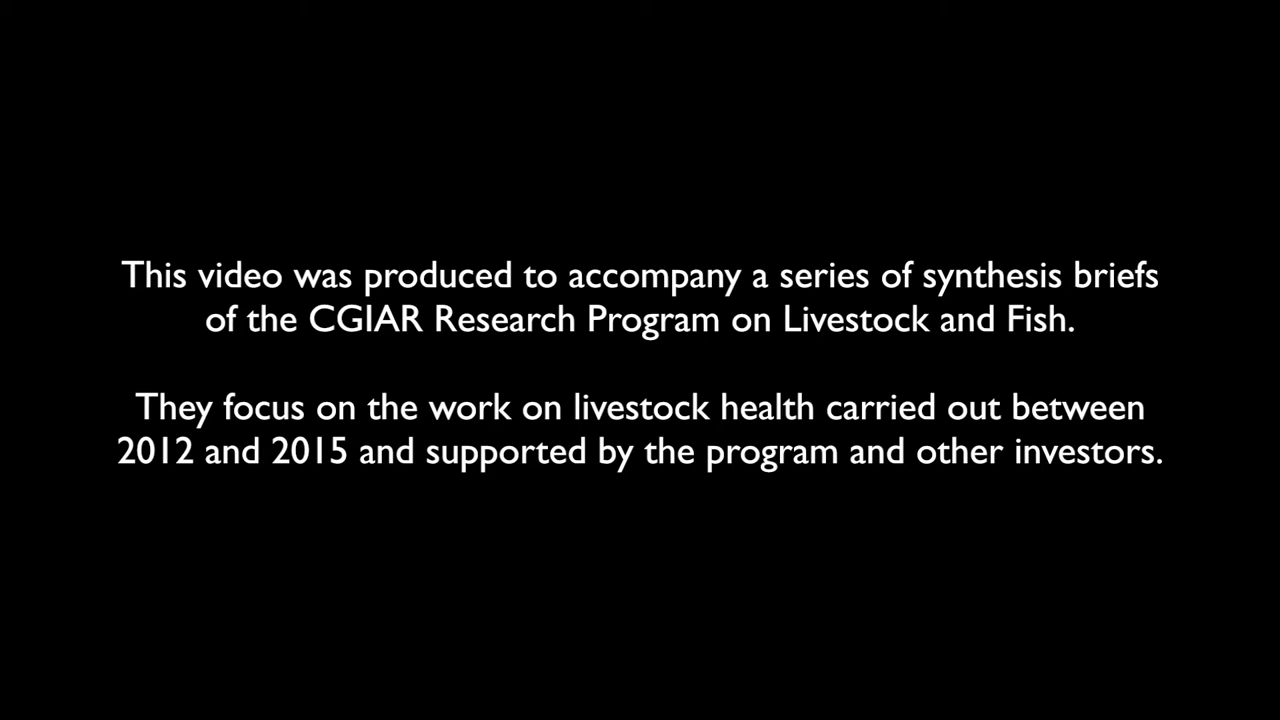 This video was produced to accompany a series of synthesis briefs
of the CGIAR Research Program on Livestock and Fish.
They focus on the work on livestock health carried out between
2012 and 2015 and supported by the program and other investors.